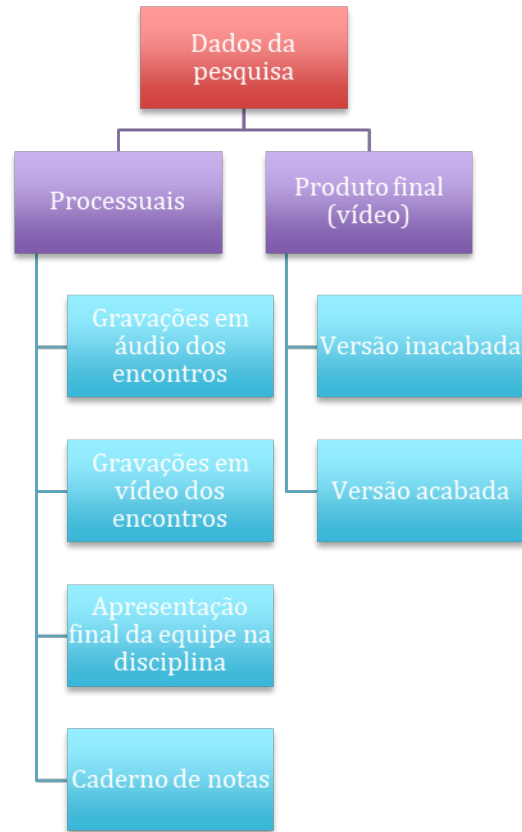 Dados da
pesquisa
Processuais
Gravações em
áudio dos
encontros
Gravações em
vídeo dos
encontros
Apresentação
final da equipe na
disciplina
Caderno de notas
Produto final
(vídeo)
Versão inacabada
Versão acabada